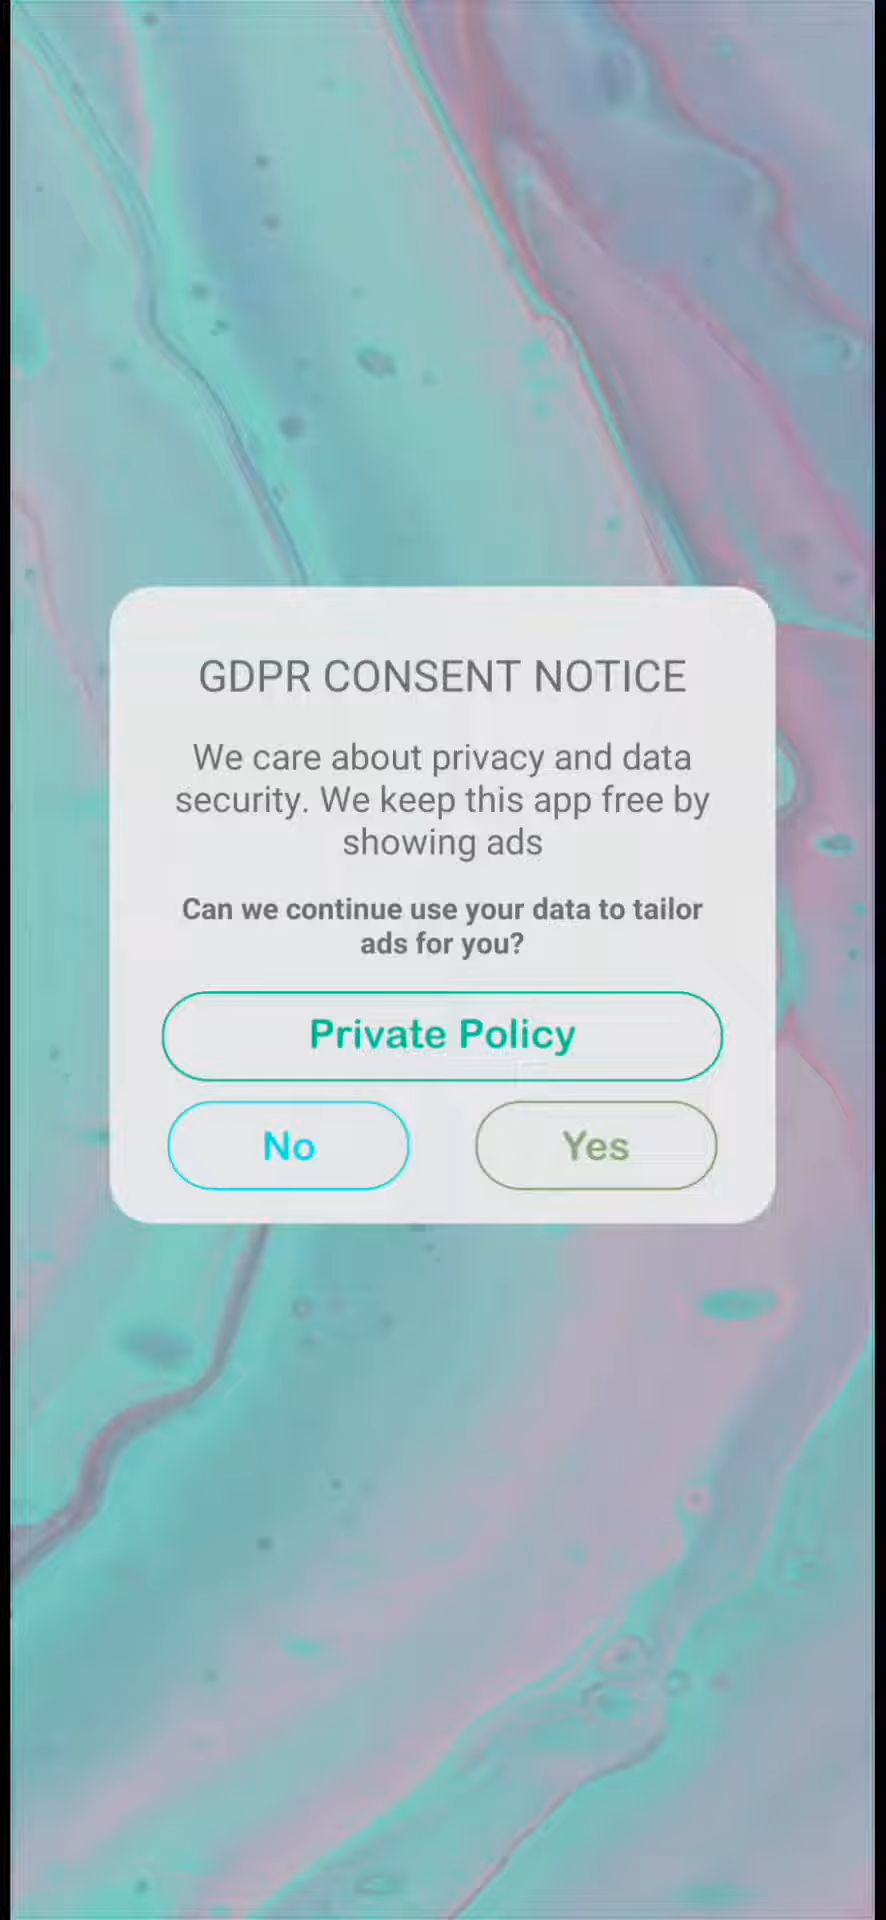 GDPR CONSENT NOTICE
We care about privacy and data
security. We keep this app free by
showing ads
Can we continue use your data to tailor
ads for you?
Private Policy
No
Yes